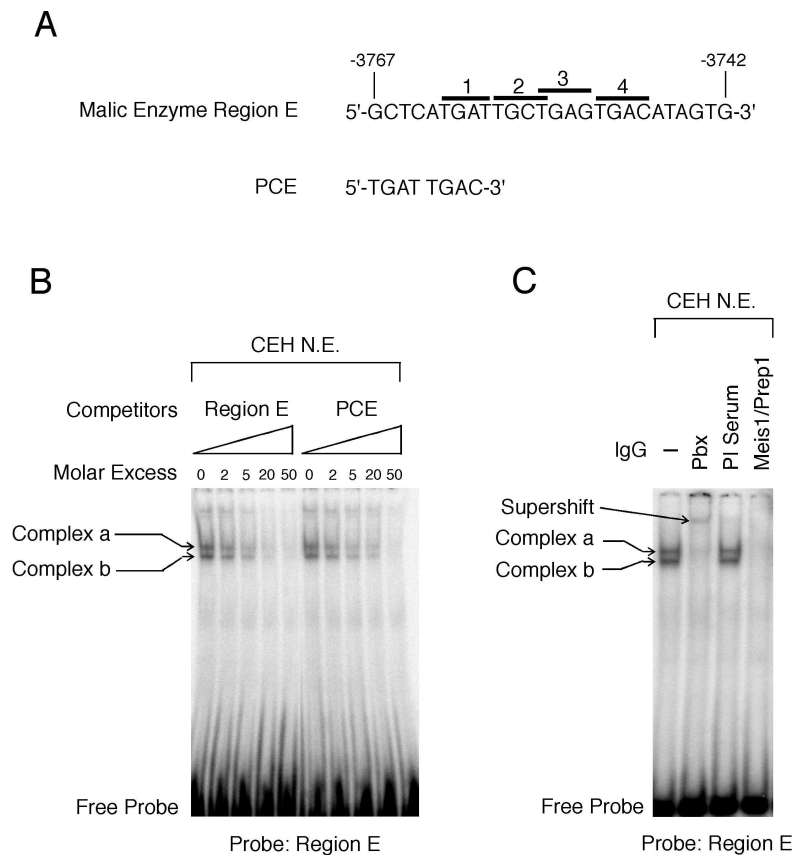 A
-3767 -3742
1 2 3 4
Malic Enzyme Region E 5'-GCTCATGATTGCTGAGTGACATAGTG-3'
PCE 5'-TGAT TGAC-3'
B
CEH N.E.
Competitors Region E PCE
Molar Excess 0 2 5 20 50 0 2 5 20 50
Complex a
Complex b
Free Probe
Probe: Region E
C
CEH N.E.
IgG – Pbx PI Serum Meis1/Prep1
Supershift
Complex a
Complex b
Free Probe
Probe: Region E